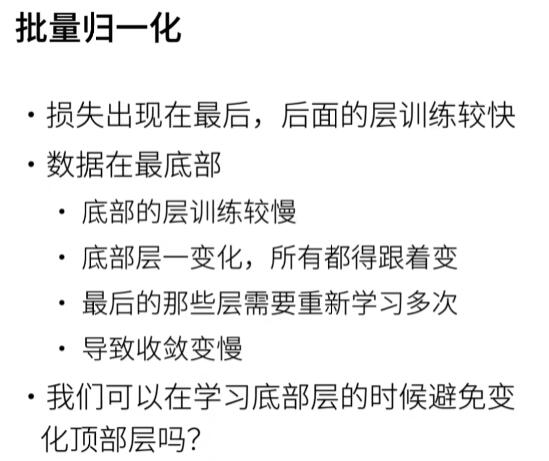 批量归一化
• 损失出现在最后，后面的层训练较快
• 数据在最底部
• 底部的层训练较慢
• 底部层一变化，所有都得跟着变
• 最后的那些层需要重新学习多次
• 导致收敛变慢
• 我们可以在学习底部层的时候避免变
化顶部层吗？